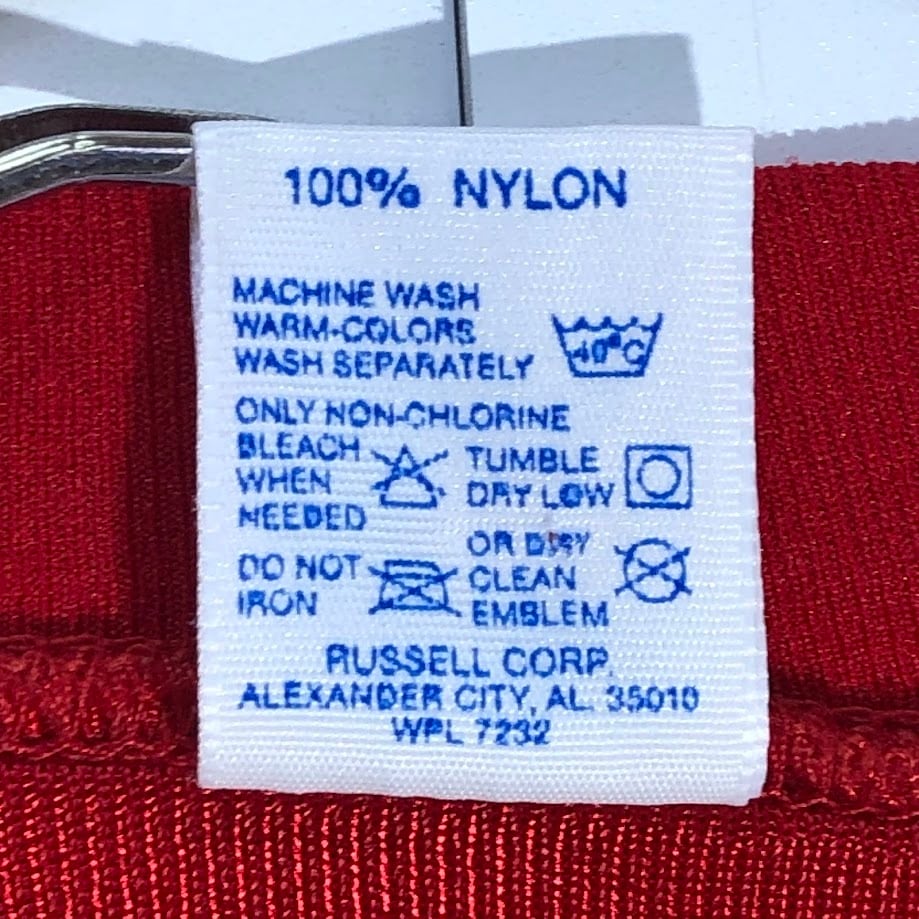 100% NYLON
MACHINE WASH
WARM-COLORS
WASH SEPARATELY
40°C
ONLY NON-CHLORINE
BLEACH
WHEN
NEEDED
TUMBLE
DRY LOW
DO NOT
IRON
OR DRY
CLEAN
EMBLEM
RUSSELL CORP.
ALEXANDER CITY, AL. 35010
WPL 7232